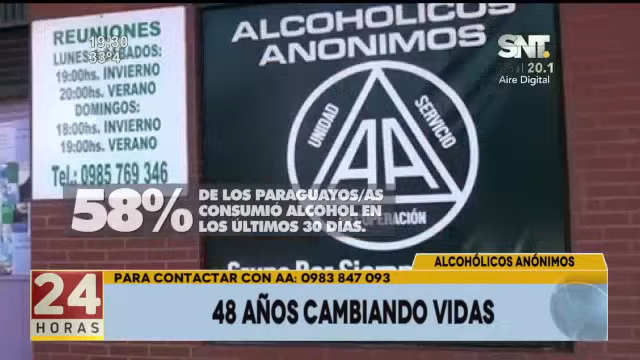 REUNIONES
LUNES A SÁBADOS:
19:00hs. INVIERNO
20:00hs. VERANO
DOMINGOS:
18:00hs. INVIERNO
19:00hs. VERANO
Tel.: 0985 769 346
19:30
33°4
ALCOHOLICOS
ANONIMOS
UNIDAD
SERVICIO
AA
SNT.
20.1
Aire Digital
58%
DE LOS PARAGUAYOS/AS
CONSUMIÓ ALCOHOL EN
LOS ÚLTIMOS 30 DÍAS.
ALCOHÓLICOS ANÓNIMOS
PARA CONTACTAR CON AA: 0983 847 093
24
HORAS
48 AÑOS CAMBIANDO VIDAS